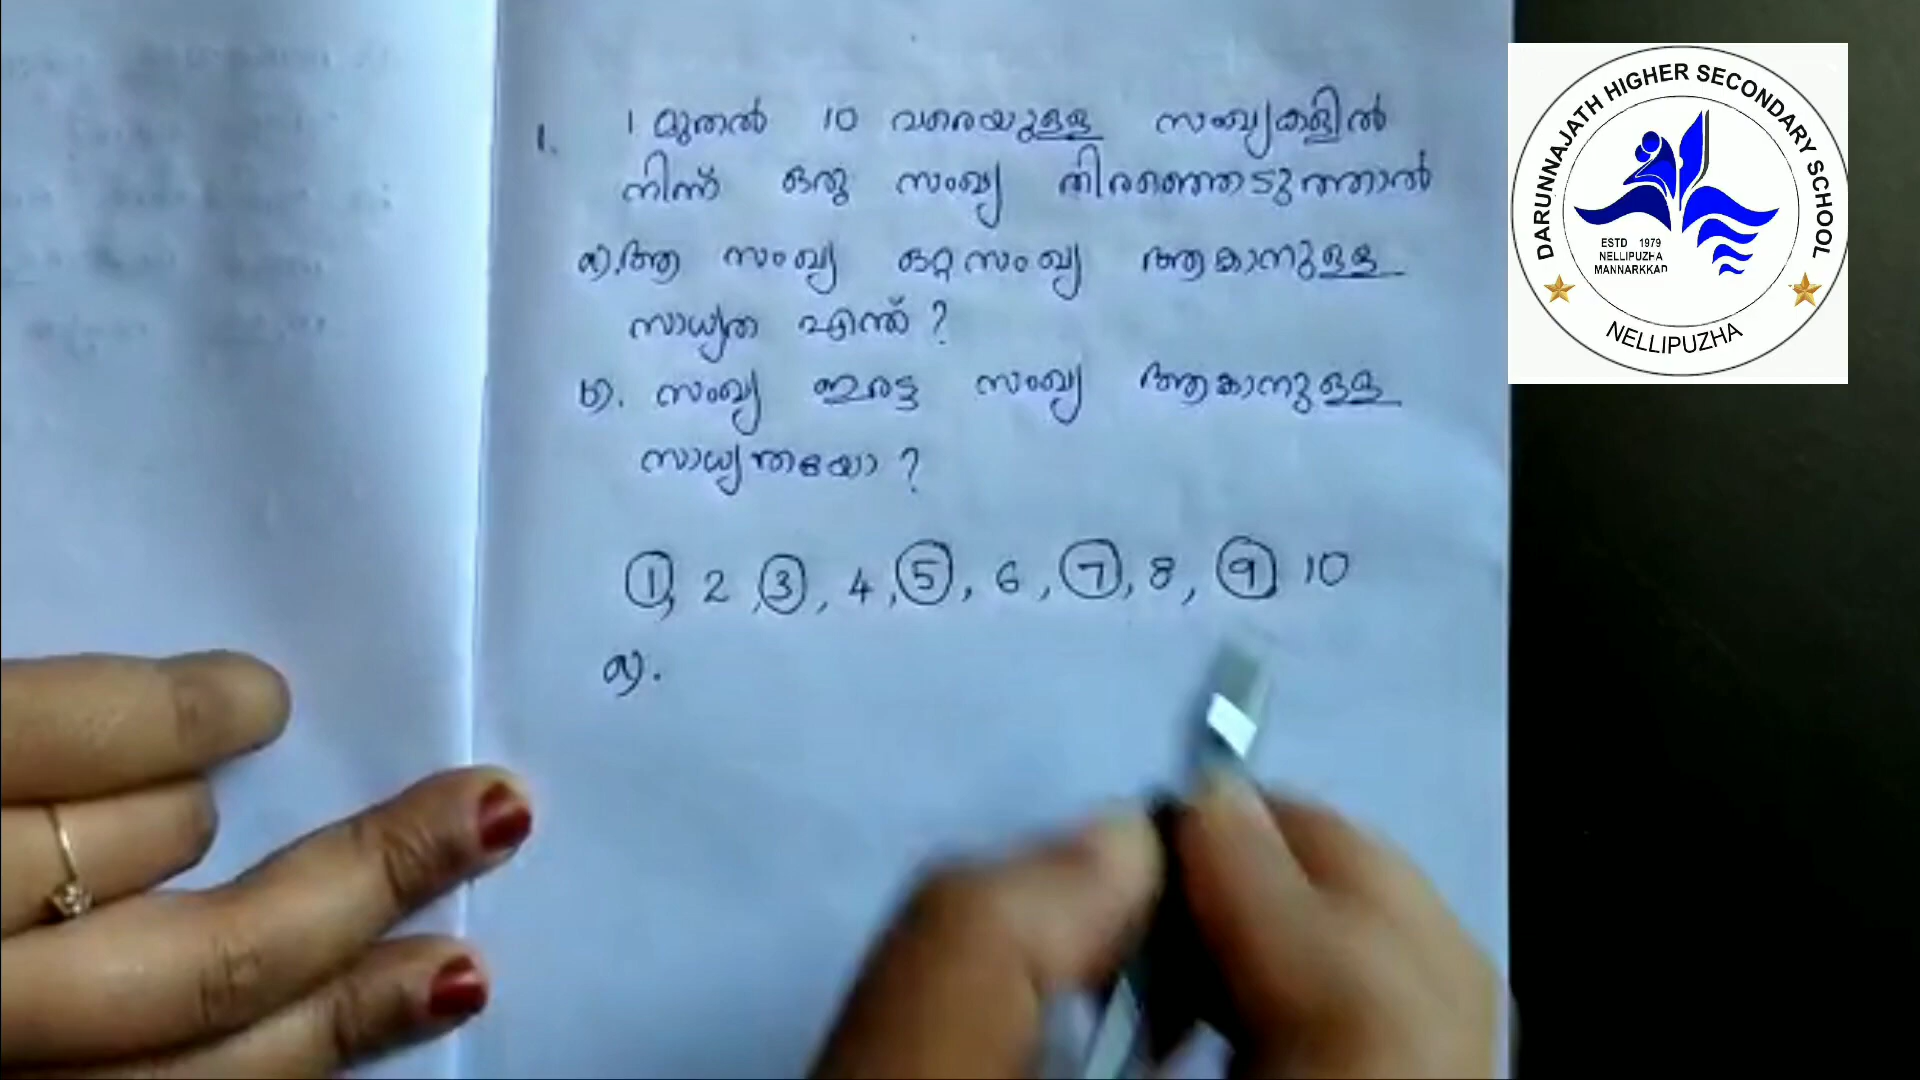 1. 1 മുതൽ 10 വരെയുള്ള സംഖ്യകളിൽ
നിന്ന് ഒരു സംഖ്യ തിരഞ്ഞെടുത്താൽ
a). ആ സംഖ്യ ഒറ്റസംഖ്യ ആകാനുള്ള
സാധ്യത എന്ത് ?
b). സംഖ്യ ഇരട്ട സംഖ്യ ആകാനുള്ള
സാധ്യതയോ ?
1, 2, 3, 4, 5, 6, 7, 8, 9, 10
a).
DARUNNAJATH HIGHER SECONDARY SCHOOL
ESTD 1979
NELLIPUZHA
MANNARKKAD
NELLIPUZHA